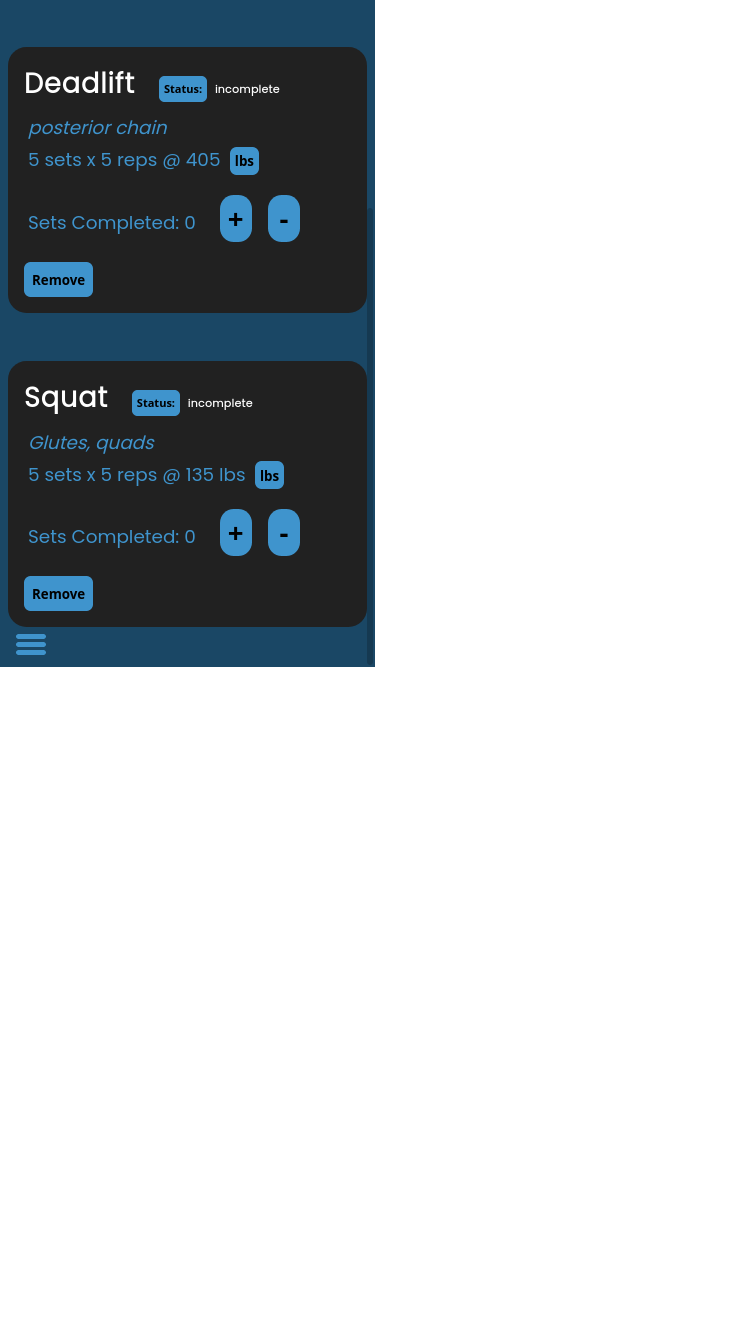 Deadlift Status: incomplete
posterior chain
5 sets x 5 reps @ 405 lbs
Sets Completed: 0 + -
Remove
Squat Status: incomplete
Glutes, quads
5 sets x 5 reps @ 135 lbs lbs
Sets Completed: 0 + -
Remove